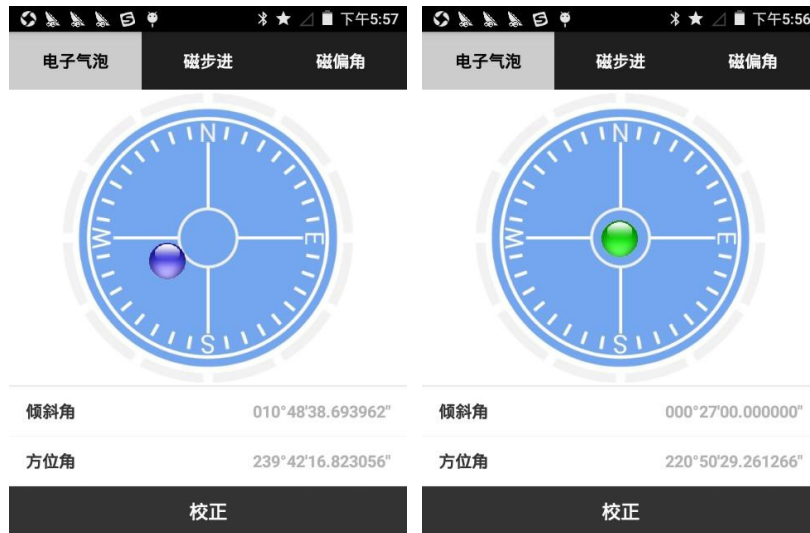 下午5:57
电子气泡 磁步进 磁偏角
N
W E
S
倾斜角 010°48'38.693962"
方位角 239°42'16.823056"
校正
下午5:56
电子气泡 磁步进 磁偏角
N
W E
S
倾斜角 000°27'00.000000"
方位角 220°50'29.261266"
校正